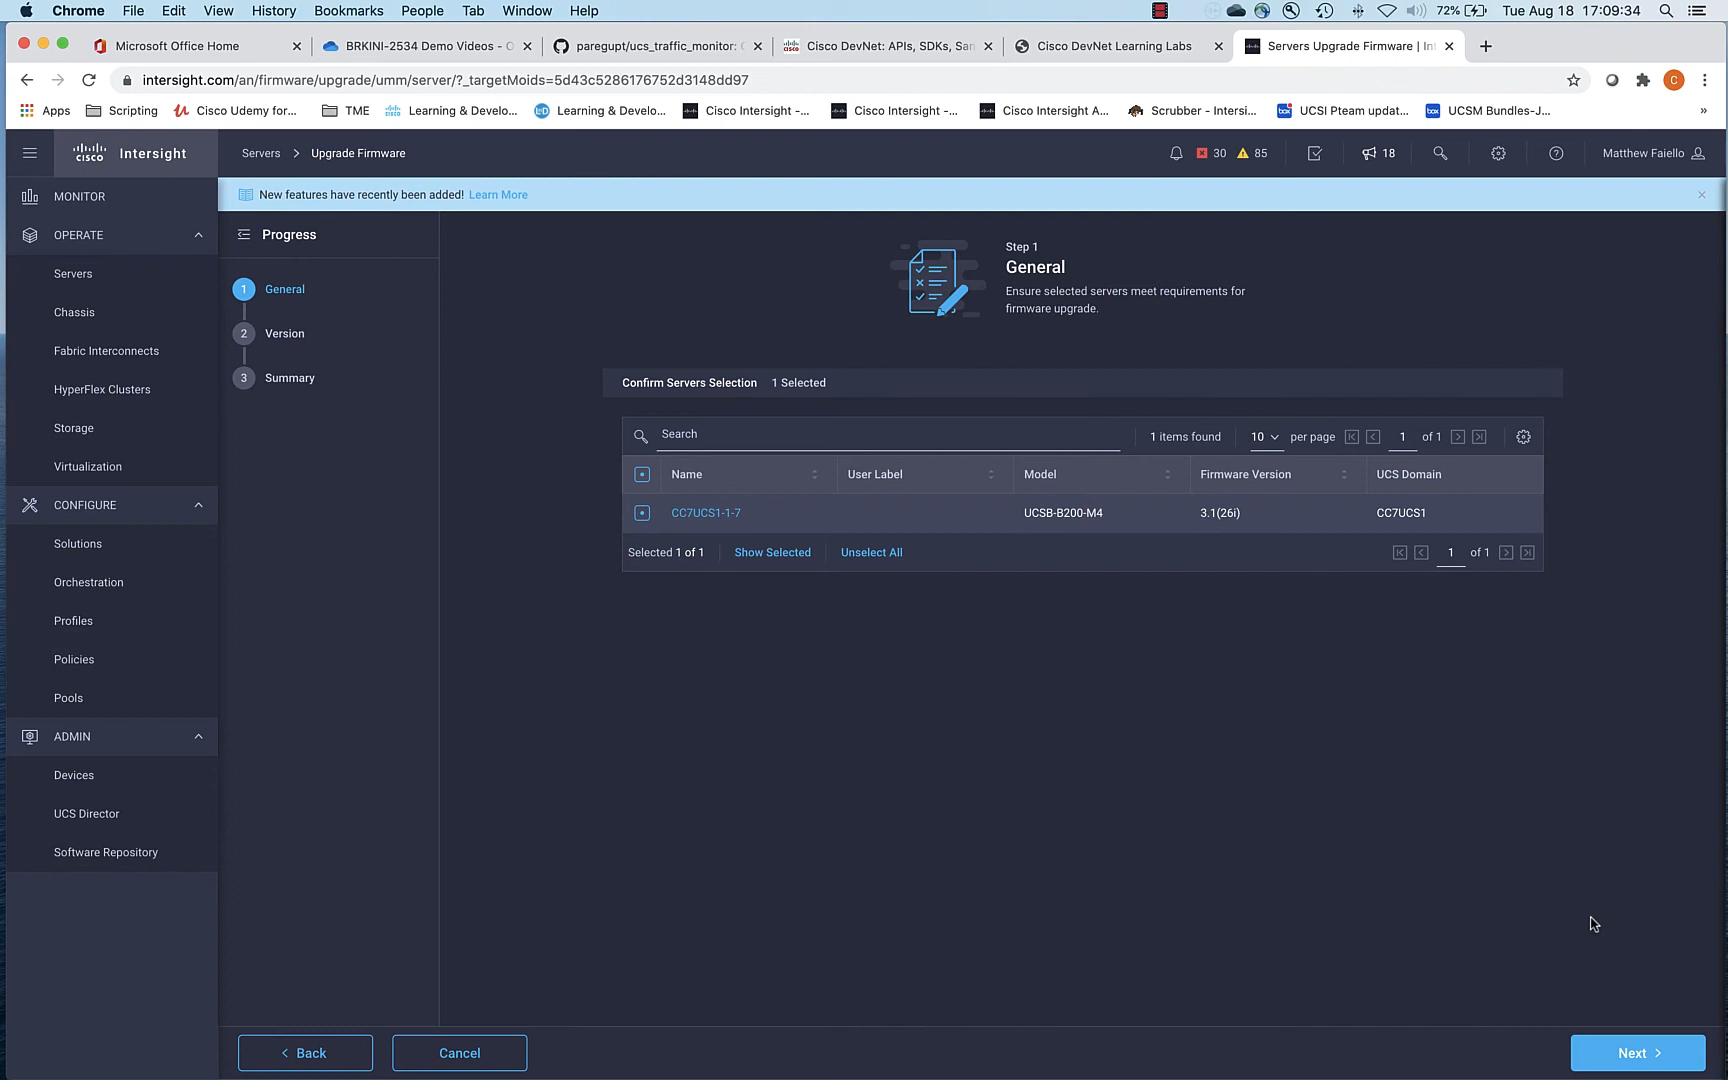 Chrome File Edit View History Bookmarks People Tab Window Help 72% Tue Aug 18 17:09:34
Microsoft Office Home BRKINI-2534 Demo Videos - O paregupt/ucs_traffic_monitor: Cisco DevNet: APIs, SDKs, San Cisco DevNet Learning Labs Servers Upgrade Firmware | Int
intersight.com/an/firmware/upgrade/umm/server/?_targetMoids=5d43c5286176752d3148dd97 C
Apps Scripting Cisco Udemy for... TME Learning & Develo... Learning & Develo... Cisco Intersight -... Cisco Intersight -... Cisco Intersight A... Scrubber - Intersi... UCSI Pteam updat... UCSM Bundles-J... »
cisco Intersight Servers > Upgrade Firmware 30 85 18 Matthew Faiello
New features have recently been added! Learn More
MONITOR
OPERATE
Servers
Chassis
Fabric Interconnects
HyperFlex Clusters
Storage
Virtualization
CONFIGURE
Solutions
Orchestration
Profiles
Policies
Pools
ADMIN
Devices
UCS Director
Software Repository
Progress
1 General
2 Version
3 Summary
Step 1
General
Ensure selected servers meet requirements for
firmware upgrade.
Confirm Servers Selection 1 Selected
Search 1 items found 10 per page 1 of 1
Name User Label Model Firmware Version UCS Domain
CC7UCS1-1-7 UCSB-B200-M4 3.1(26i) CC7UCS1
Selected 1 of 1 Show Selected Unselect All 1 of 1
< Back Cancel Next >